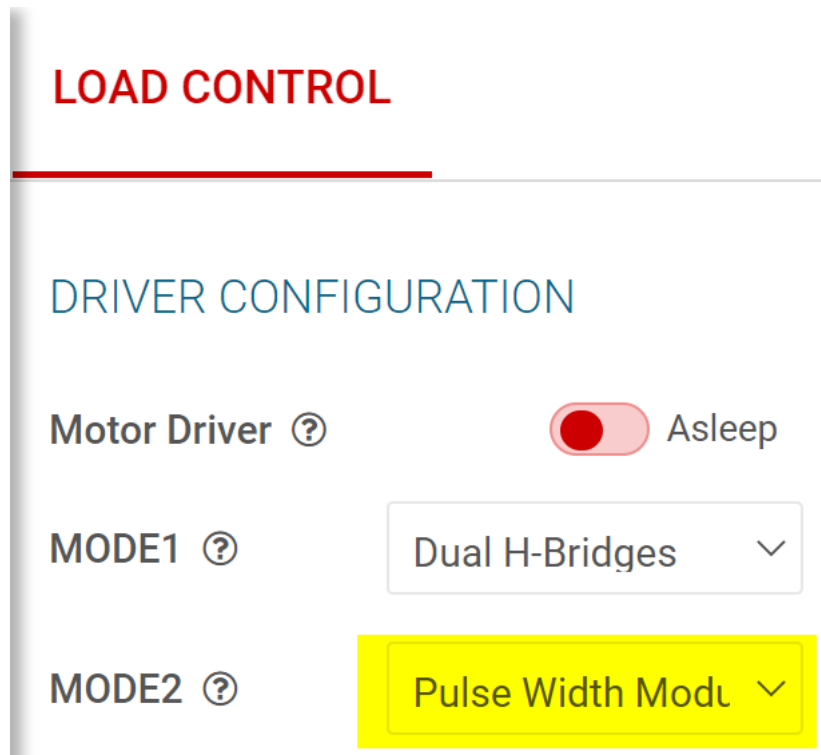 LOAD CONTROL
DRIVER CONFIGURATION
Motor Driver ? Asleep
MODE1 ? Dual H-Bridges
MODE2 ? Pulse Width Modu